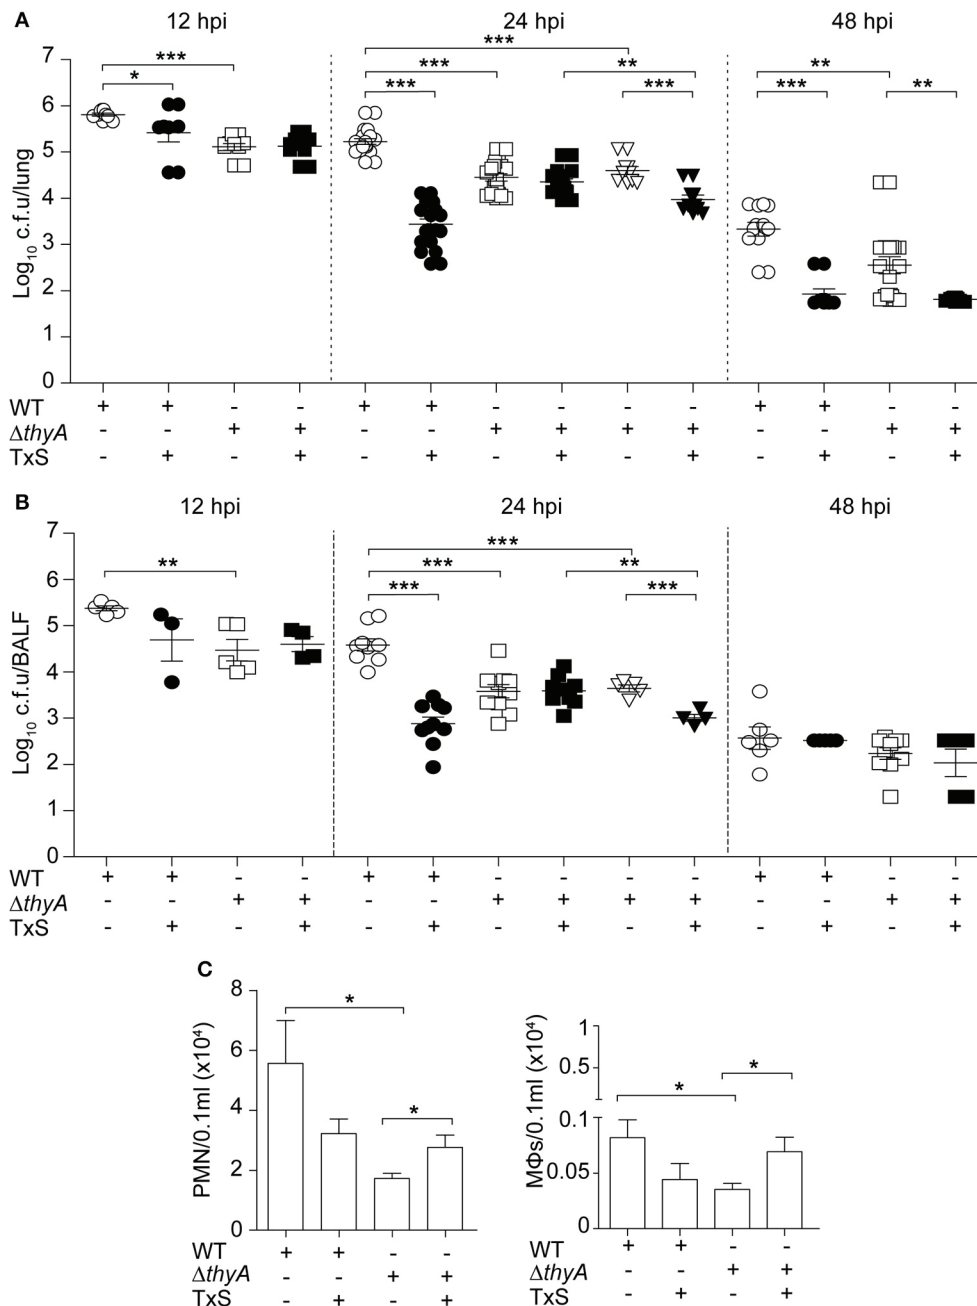 A
12 hpi 24 hpi 48 hpi
Log10 c.f.u/lung
7
6
5
4
3
2
1
0
* *** *** *** *** ** *** ** *** **
WT + + - - + + - - - - + + - -
ΔthyA - - + + - - + + + + - - + +
TxS - + - + - + - + - + - + - +
B
12 hpi 24 hpi 48 hpi
Log10 c.f.u/BALF
7
6
5
4
3
2
1
0
** *** *** *** ** ***
WT + + - - + + - - - - + + - -
ΔthyA - - + + - - + + + + - - + +
TxS - + - + - + - + - + - + - +
C
PMN/0.1ml (x10⁴)
8
6
4
2
0
* *
WT + + - -
ΔthyA - - + +
TxS - + - +
MΦs/0.1ml (x10⁴)
1
0.5
0.1
0.05
0
* *
WT + + - -
ΔthyA - - + +
TxS - + - +